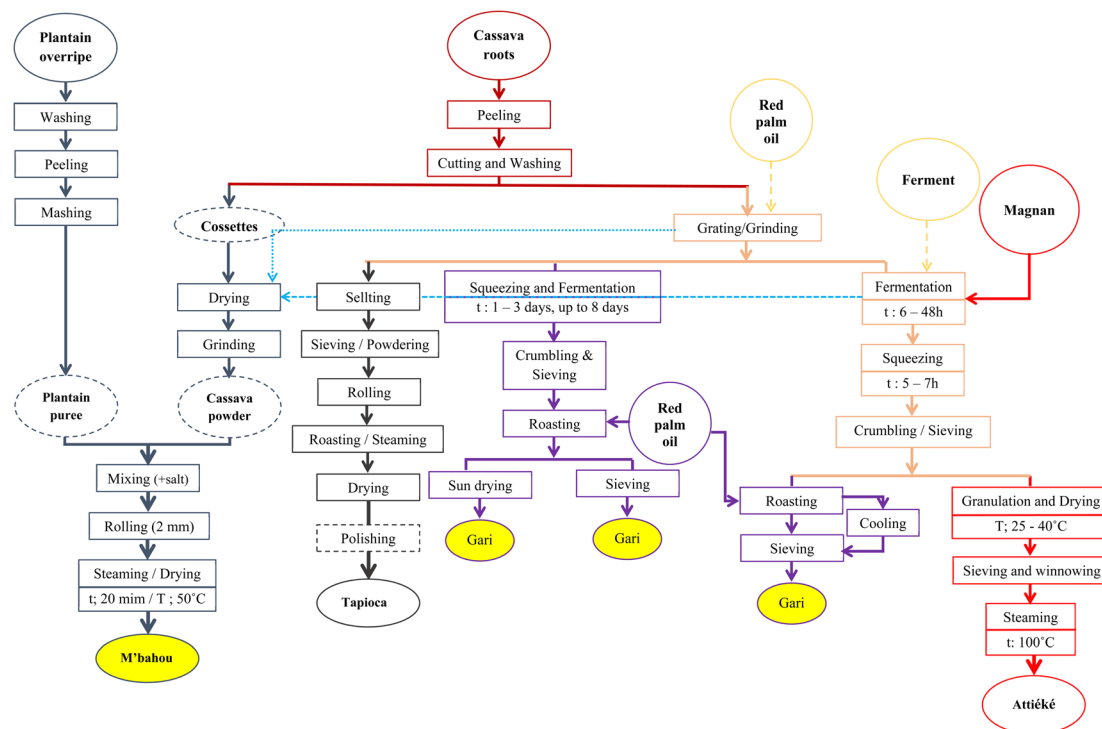 Plantain
overripe
Cassava
roots
Red
palm
oil
Ferment
Magnan
Washing
Peeling
Mashing
Peeling
Cutting and Washing
Cossettes
Grating/Grinding
Drying
Grinding
Sellting
Sieving / Powdering
Rolling
Roasting / Steaming
Drying
Polishing
Tapioca
Squeezing and Fermentation
t : 1 – 3 days, up to 8 days
Crumbling &
Sieving
Roasting
Red
palm
oil
Sun drying
Sieving
Gari
Gari
Fermentation
t : 6 – 48h
Squeezing
t : 5 – 7h
Crumbling / Sieving
Roasting
Cooling
Sieving
Gari
Granulation and Drying
T; 25 - 40˚C
Sieving and winnowing
Steaming
t: 100˚C
Attiéké
Plantain
puree
Cassava
powder
Mixing (+salt)
Rolling (2 mm)
Steaming / Drying
t; 20 mim / T ; 50˚C
M’bahou